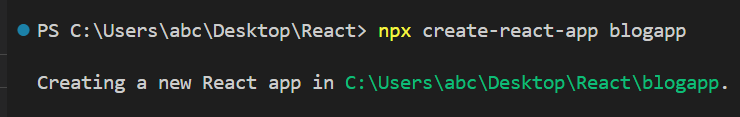 PS C:\Users\abc\Desktop\React> npx create-react-app blogapp
Creating a new React app in C:\Users\abc\Desktop\React\blogapp.